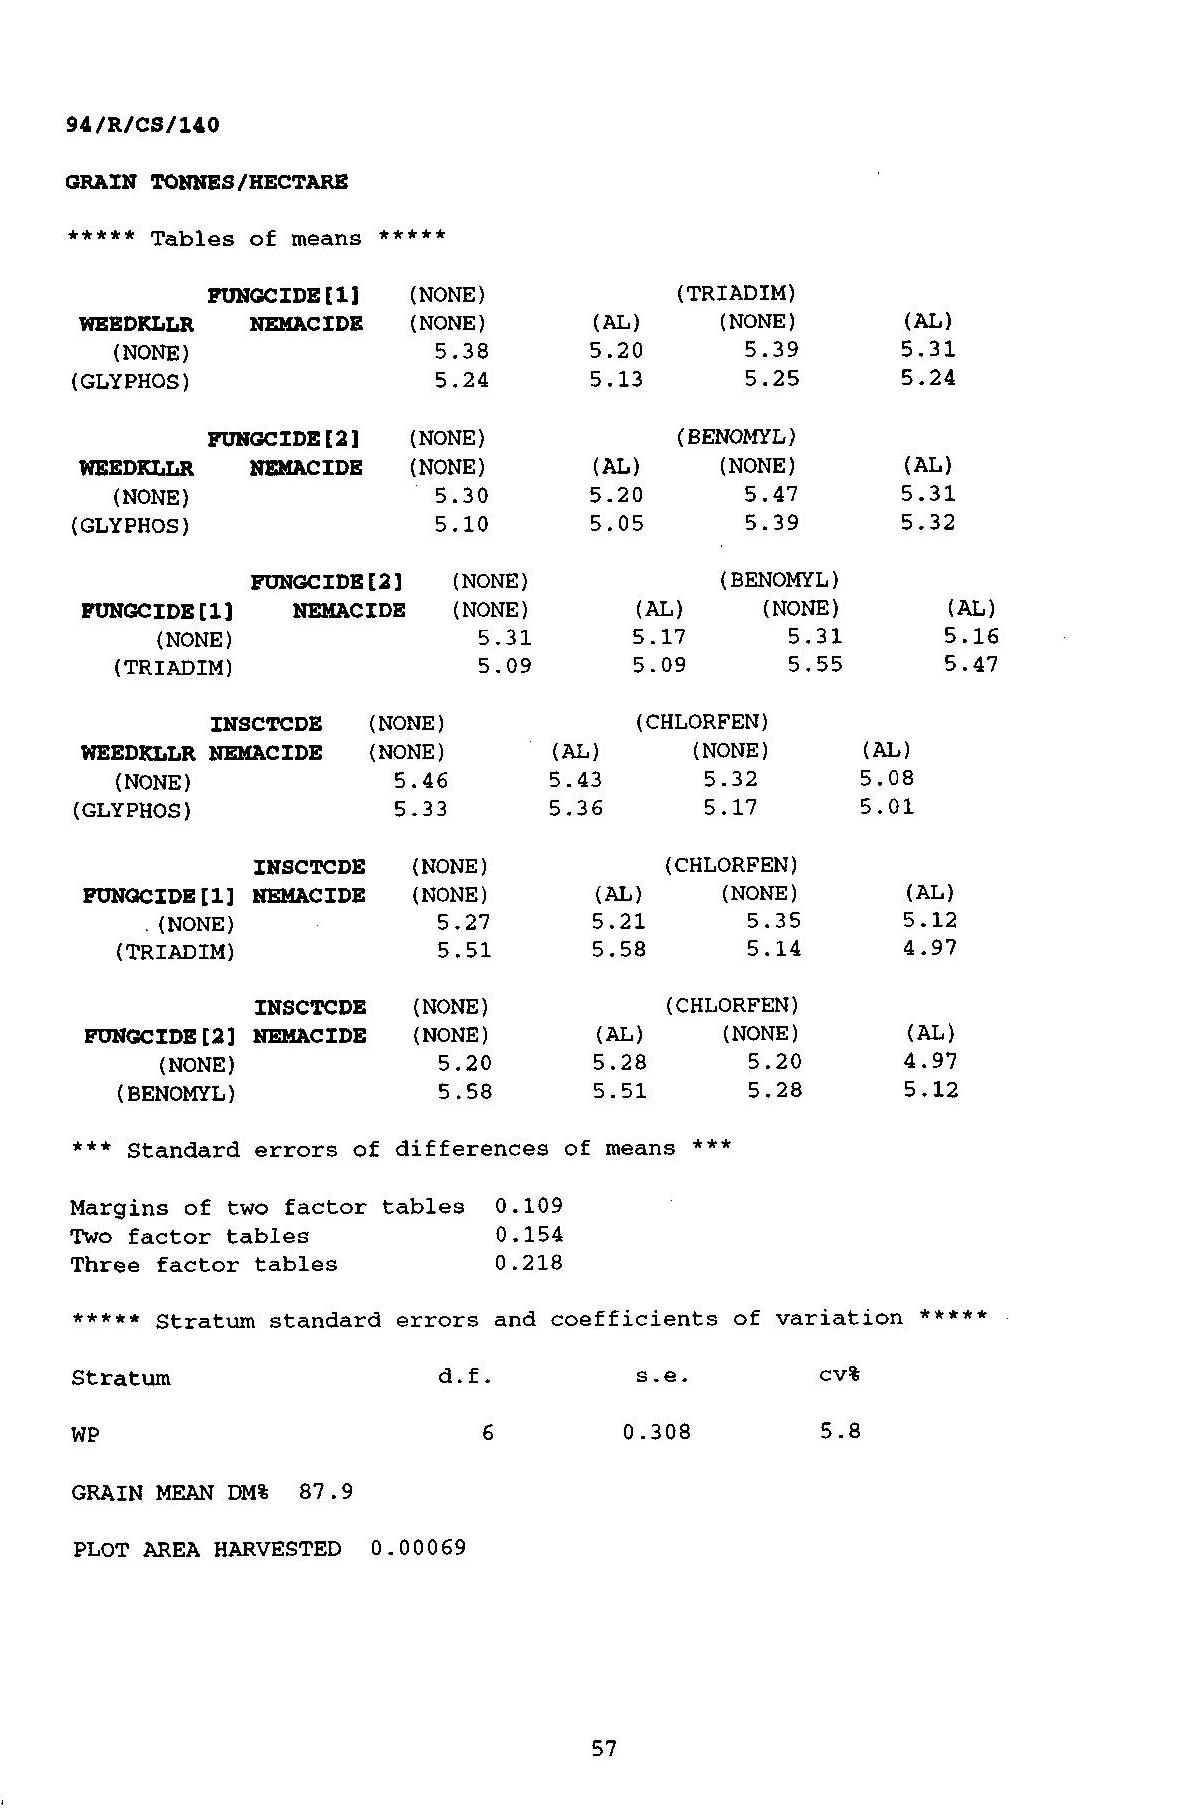 94/R/CS/140
GRAIN TONNES/HECTARE
***** Tables of means *****
FUNGCIDE[1] (NONE) (TRIADIM)
WEEDKLLR NEMACIDE (NONE) (AL) (NONE) (AL)
(NONE) 5.38 5.20 5.39 5.31
(GLYPHOS) 5.24 5.13 5.25 5.24
FUNGCIDE[2] (NONE) (BENOMYL)
WEEDKLLR NEMACIDE (NONE) (AL) (NONE) (AL)
(NONE) 5.30 5.20 5.47 5.31
(GLYPHOS) 5.10 5.05 5.39 5.32
FUNGCIDE[2] (NONE) (BENOMYL)
FUNGCIDE[1] NEMACIDE (NONE) (AL) (NONE) (AL)
(NONE) 5.31 5.17 5.31 5.16
(TRIADIM) 5.09 5.09 5.55 5.47
INSCTCDE (NONE) (CHLORFEN)
WEEDKLLR NEMACIDE (NONE) (AL) (NONE) (AL)
(NONE) 5.46 5.43 5.32 5.08
(GLYPHOS) 5.33 5.36 5.17 5.01
INSCTCDE (NONE) (CHLORFEN)
FUNGCIDE[1] NEMACIDE (NONE) (AL) (NONE) (AL)
(NONE) 5.27 5.21 5.35 5.12
(TRIADIM) 5.51 5.58 5.14 4.97
INSCTCDE (NONE) (CHLORFEN)
FUNGCIDE[2] NEMACIDE (NONE) (AL) (NONE) (AL)
(NONE) 5.20 5.28 5.20 4.97
(BENOMYL) 5.58 5.51 5.28 5.12
*** Standard errors of differences of means ***
Margins of two factor tables 0.109
Two factor tables 0.154
Three factor tables 0.218
***** Stratum standard errors and coefficients of variation *****
Stratum d.f. s.e. cv%
WP 6 0.308 5.8
GRAIN MEAN DM% 87.9
PLOT AREA HARVESTED 0.00069
57